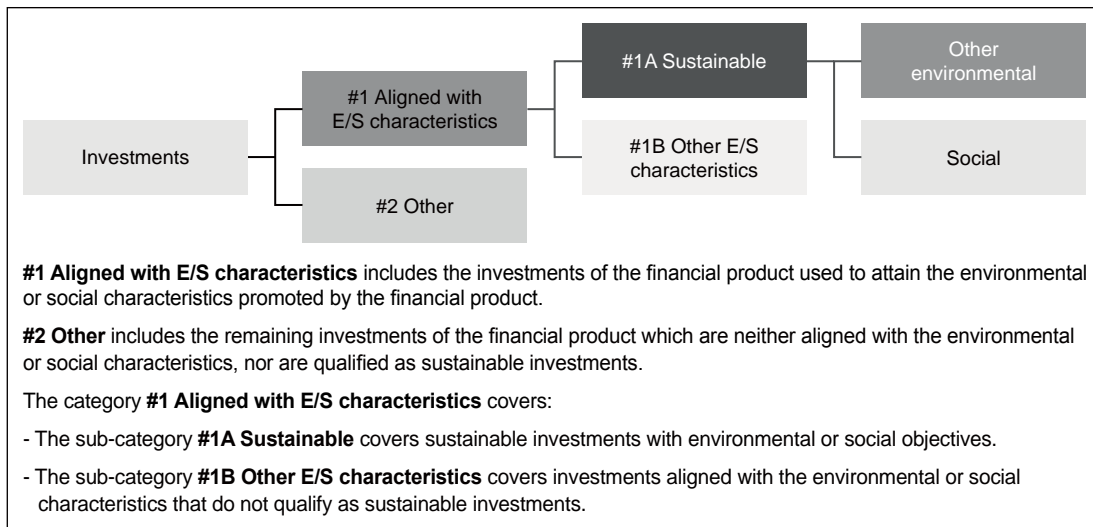 #1A Sustainable
Other
environmental
#1 Aligned with
E/S characteristics
Investments
#1B Other E/S
characteristics
Social
#2 Other
#1 Aligned with E/S characteristics includes the investments of the financial product used to attain the environmental
or social characteristics promoted by the financial product.
#2 Other includes the remaining investments of the financial product which are neither aligned with the environmental
or social characteristics, nor are qualified as sustainable investments.
The category #1 Aligned with E/S characteristics covers:
- The sub-category #1A Sustainable covers sustainable investments with environmental or social objectives.
- The sub-category #1B Other E/S characteristics covers investments aligned with the environmental or social
characteristics that do not qualify as sustainable investments.